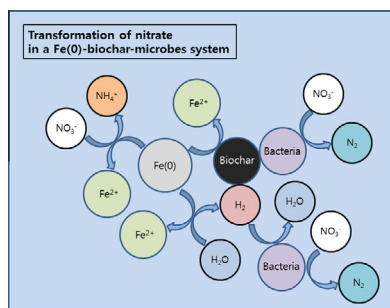 Transformation of nitrate
in a Fe(0)-biochar-microbes system
NH₄⁺
NO₃⁻
Fe²⁺
NO₃⁻
Fe(0)
Biochar
Bacteria
N₂
Fe²⁺
Fe²⁺
H₂
H₂O
H₂O
NO₃⁻
Bacteria
N₂